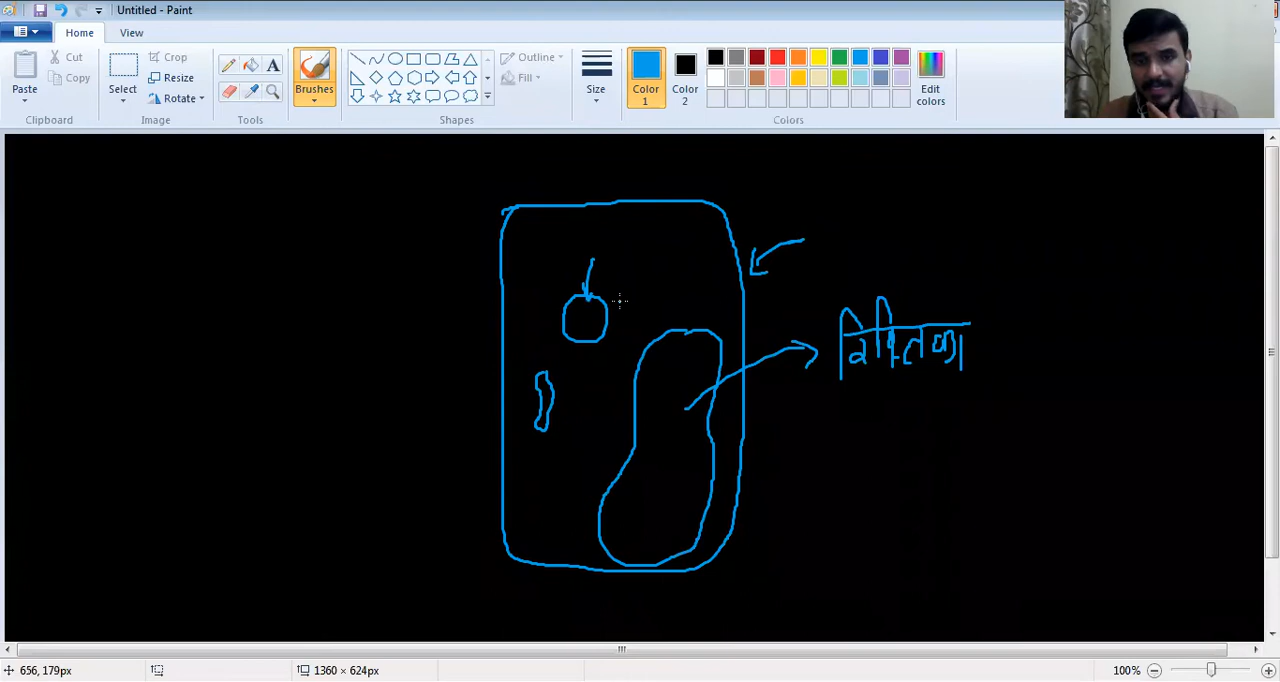 Untitled - Paint
Home
View
Paste
Cut
Copy
Clipboard
Select
Crop
Resize
Rotate
Image
A
Tools
Brushes
Outline
Fill
Shapes
Size
Color
1
Color
2
Edit
colors
Colors
656, 179px
1360 × 624px
100%